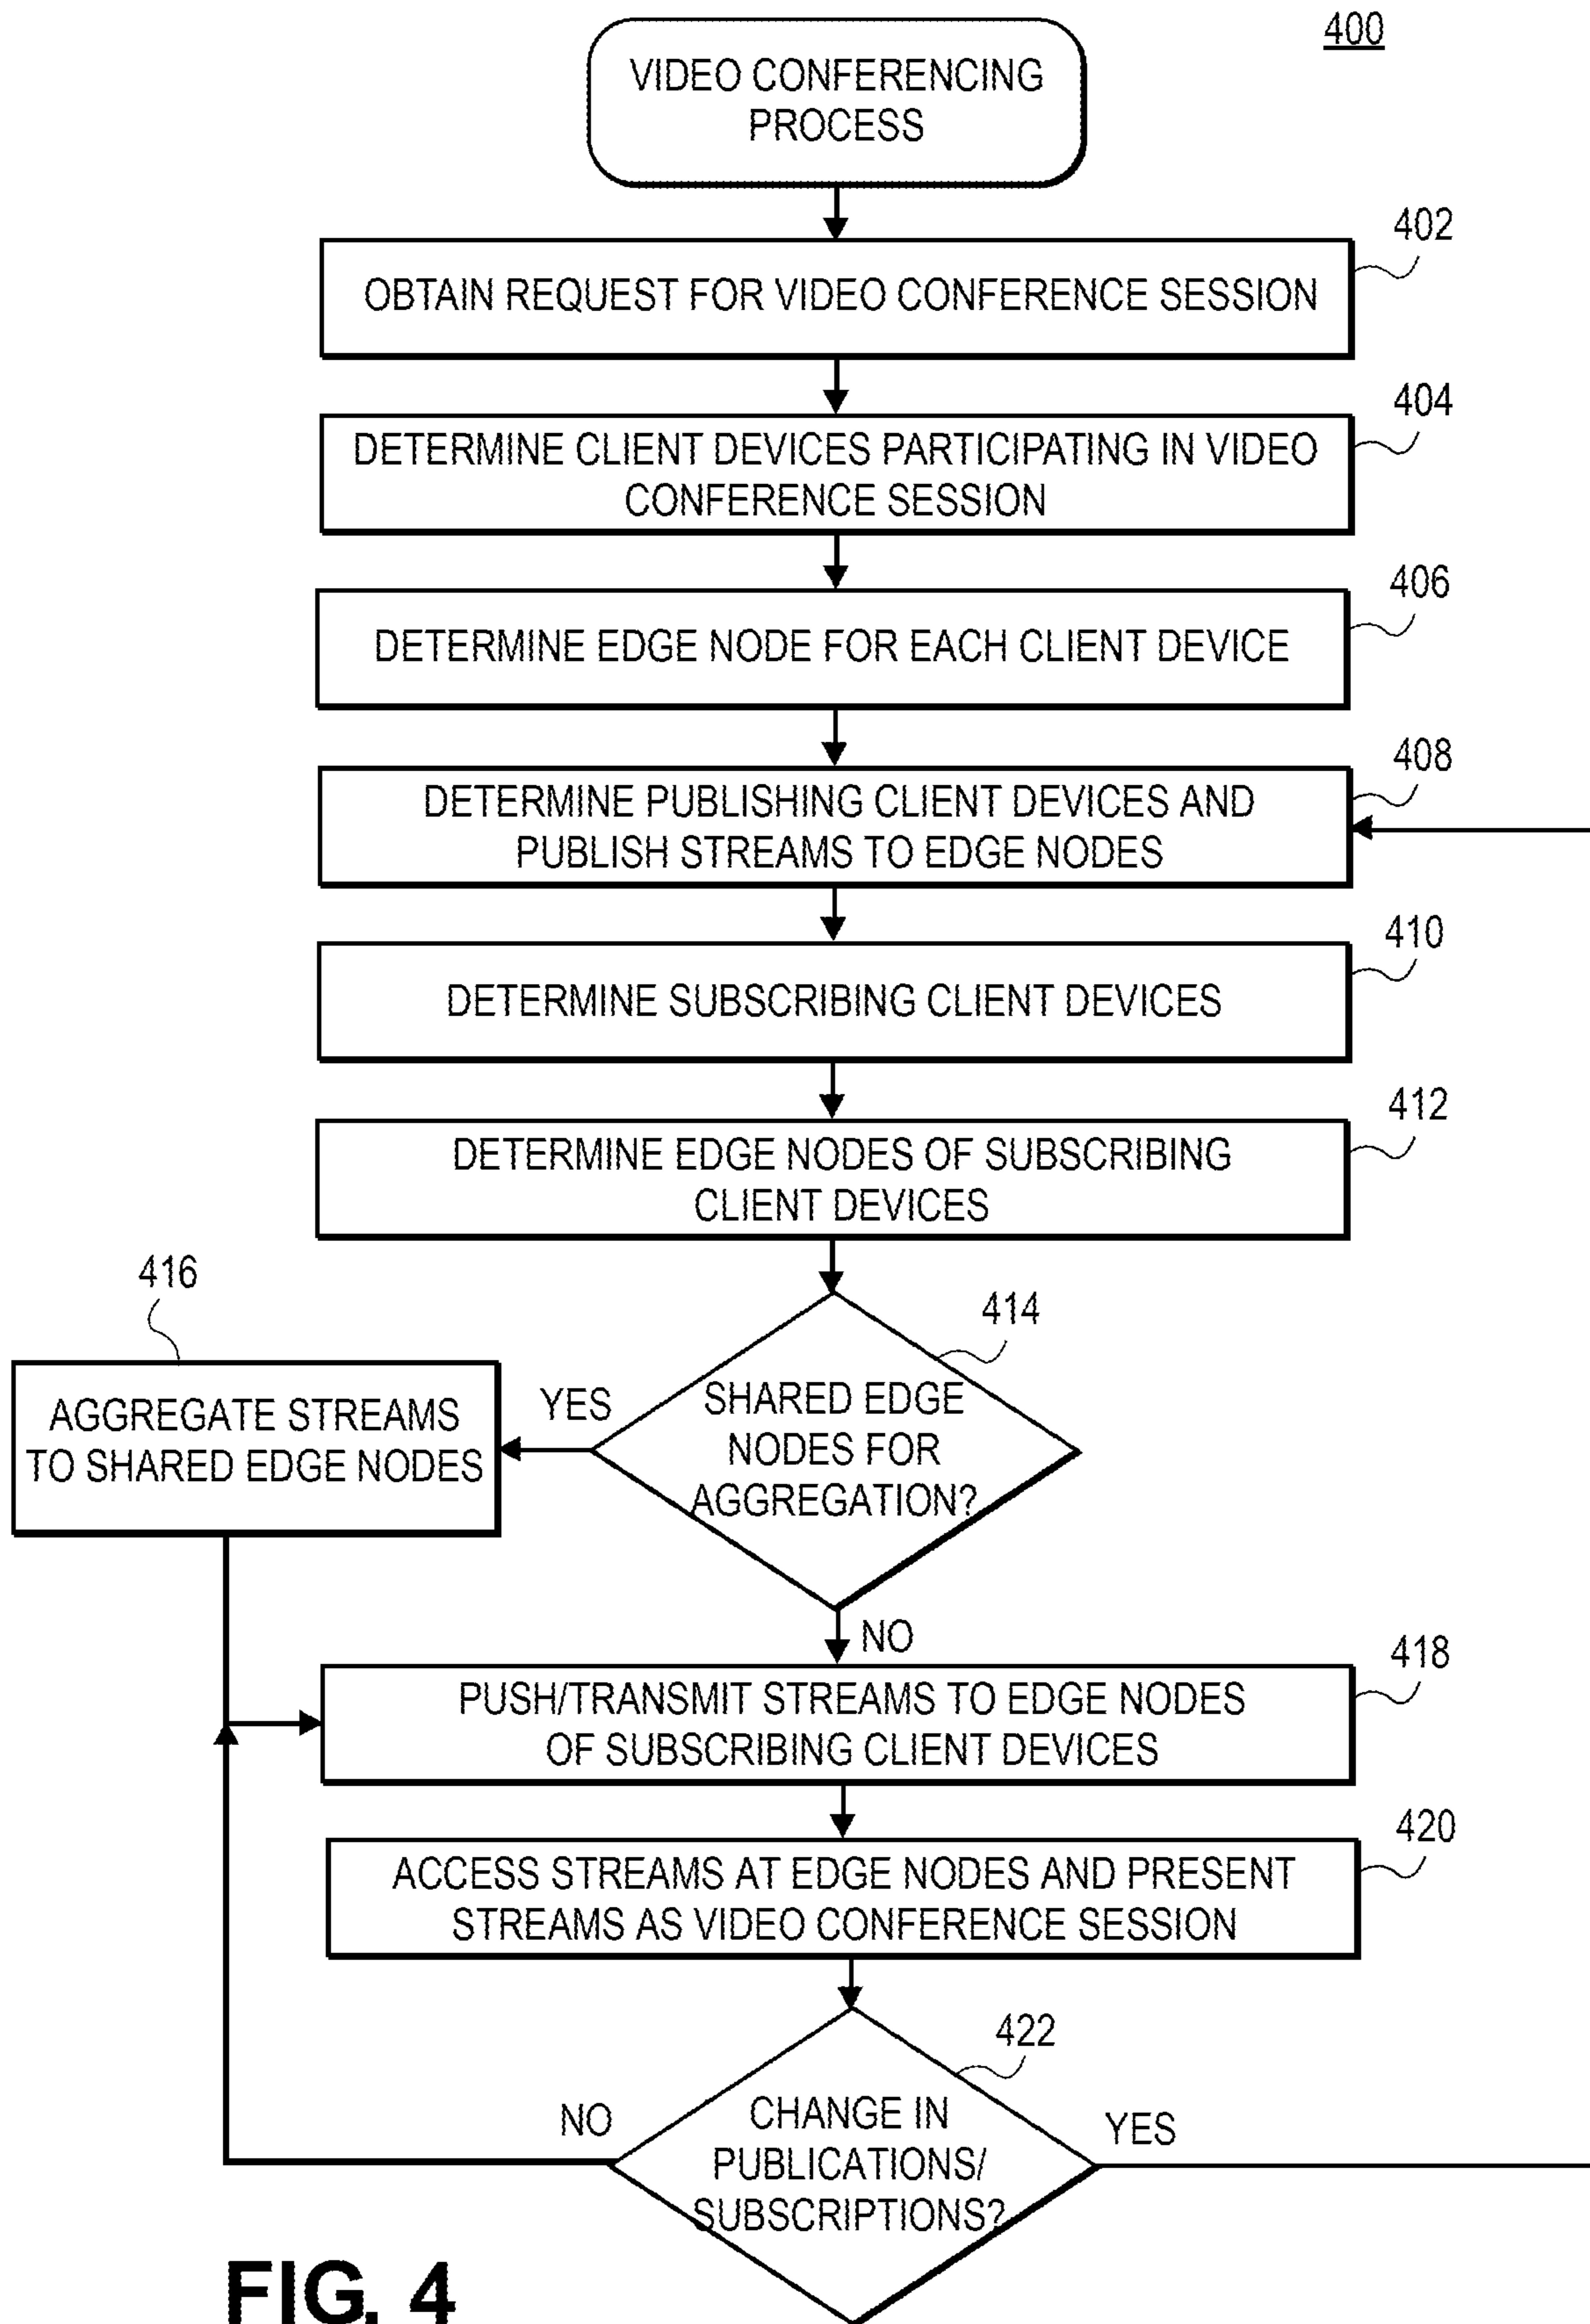 400
VIDEO CONFERENCING
PROCESS
402
OBTAIN REQUEST FOR VIDEO CONFERENCE SESSION
404
DETERMINE CLIENT DEVICES PARTICIPATING IN VIDEO
CONFERENCE SESSION
406
DETERMINE EDGE NODE FOR EACH CLIENT DEVICE
408
DETERMINE PUBLISHING CLIENT DEVICES AND
PUBLISH STREAMS TO EDGE NODES
410
DETERMINE SUBSCRIBING CLIENT DEVICES
412
DETERMINE EDGE NODES OF SUBSCRIBING
CLIENT DEVICES
414
SHARED EDGE
NODES FOR
AGGREGATION?
YES
416
AGGREGATE STREAMS
TO SHARED EDGE NODES
NO
418
PUSH/TRANSMIT STREAMS TO EDGE NODES
OF SUBSCRIBING CLIENT DEVICES
420
ACCESS STREAMS AT EDGE NODES AND PRESENT
STREAMS AS VIDEO CONFERENCE SESSION
422
CHANGE IN
PUBLICATIONS/
SUBSCRIPTIONS?
NO
YES
FIG. 4